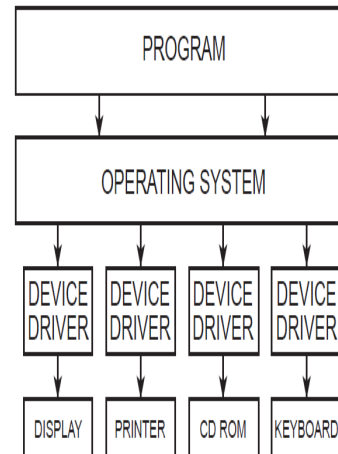 PROGRAM
OPERATING SYSTEM
DEVICE DEVICE DEVICE DEVICE
DRIVER DRIVER DRIVER DRIVER
DISPLAY PRINTER CD ROM KEYBOARD